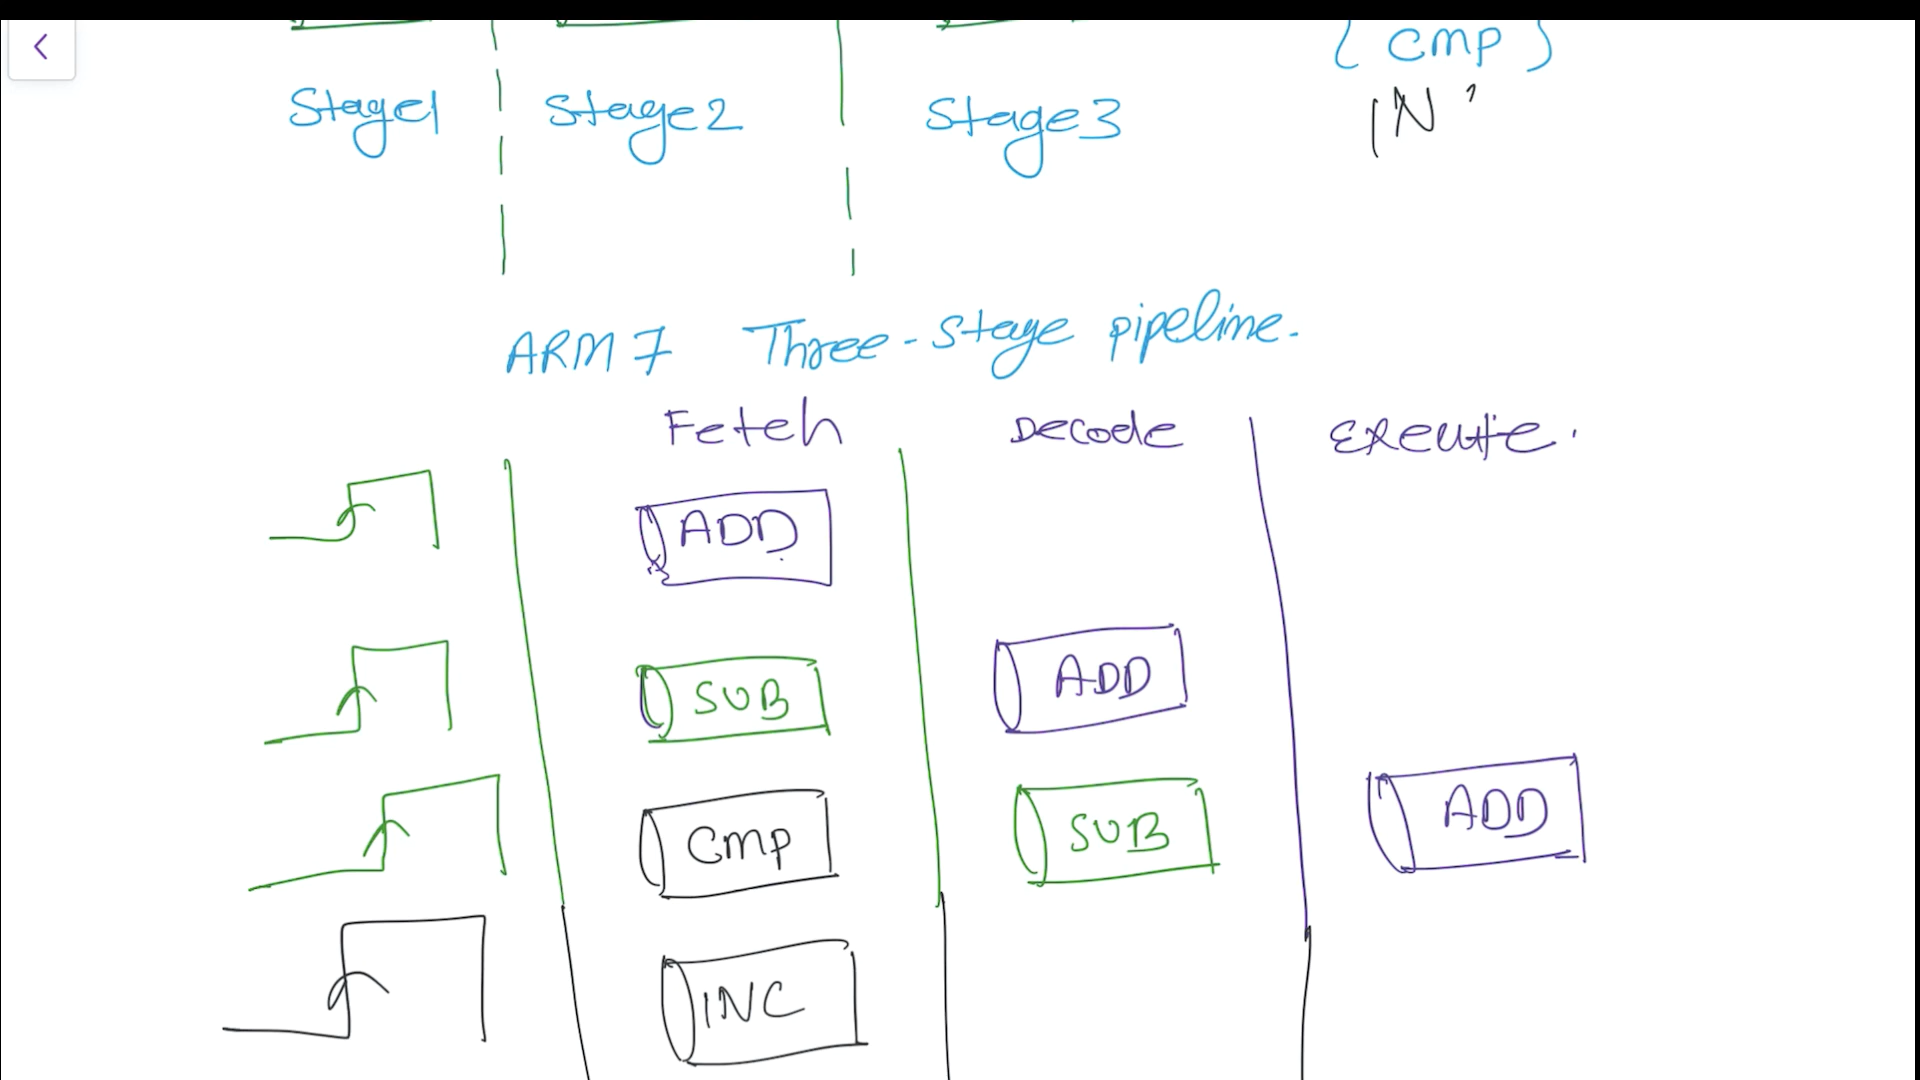 ( CMP )
Stage1 Stage2 Stage3 IN
ARM 7 Three-stage pipeline.
Fetch Decode Execute.
ADD
SUB ADD
CMP SUB ADD
INC